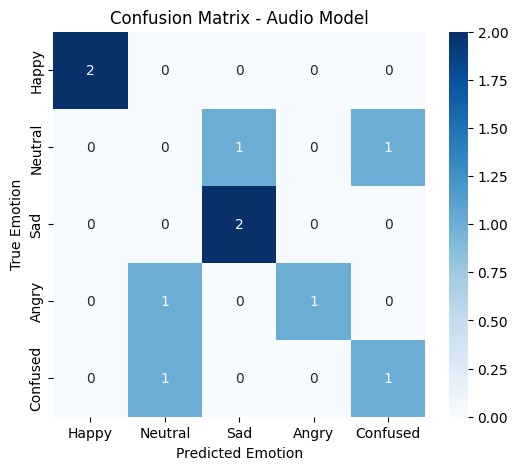 Confusion Matrix - Audio Model
Happy 2 0 0 0 0
Neutral 0 0 1 0 1
Sad 0 0 2 0 0
Angry 0 1 0 1 0
Confused 0 1 0 0 1
Happy Neutral Sad Angry Confused
Predicted Emotion
True Emotion
2.00
1.75
1.50
1.25
1.00
0.75
0.50
0.25
0.00